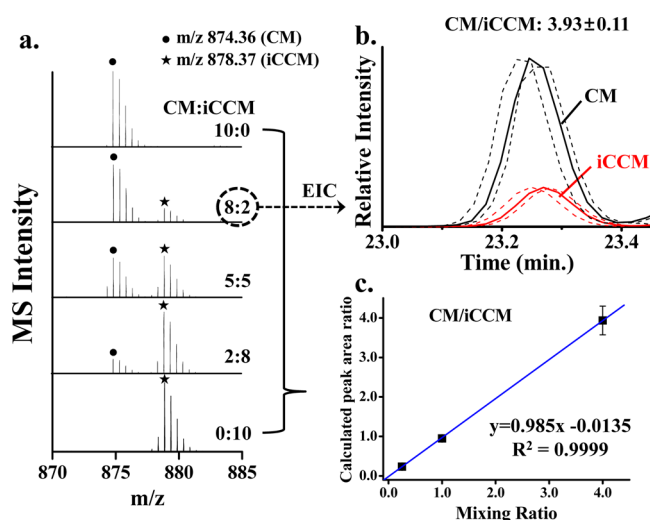 a.
● m/z 874.36 (CM)
★ m/z 878.37 (iCCM)
CM:iCCM
10:0
8:2
5:5
2:8
0:10
EIC
MS Intensity
870 875 880 885
m/z
b.
CM/iCCM: 3.93±0.11
CM
iCCM
Relative Intensity
23.0 23.2 23.4
Time (min.)
c.
CM/iCCM
4.0
3.0
2.0
1.0
0.0
y=0.985x -0.0135
R² = 0.9999
Calculated peak area ratio
0.0 1.0 2.0 3.0 4.0
Mixing Ratio